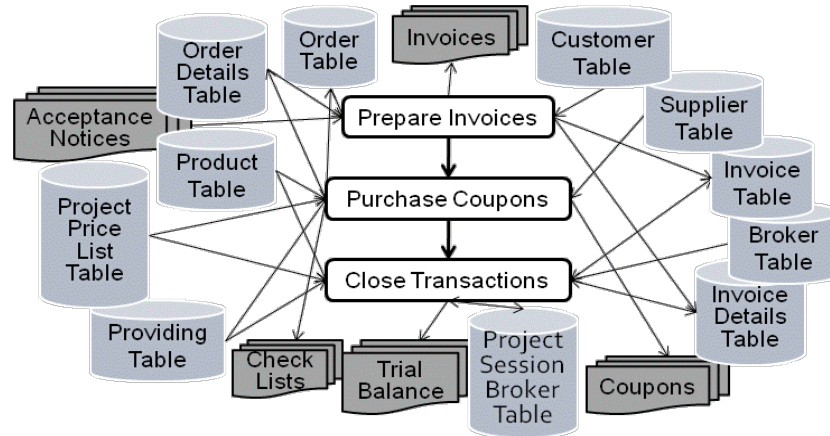 Order
Details
Table
Order
Table
Invoices
Customer
Table
Acceptance
Notices
Prepare Invoices
Supplier
Table
Product
Table
Invoice
Table
Project
Price
List
Table
Purchase Coupons
Broker
Table
Close Transactions
Invoice
Details
Table
Providing
Table
Check
Lists
Trial
Balance
Project
Session
Broker
Table
Coupons